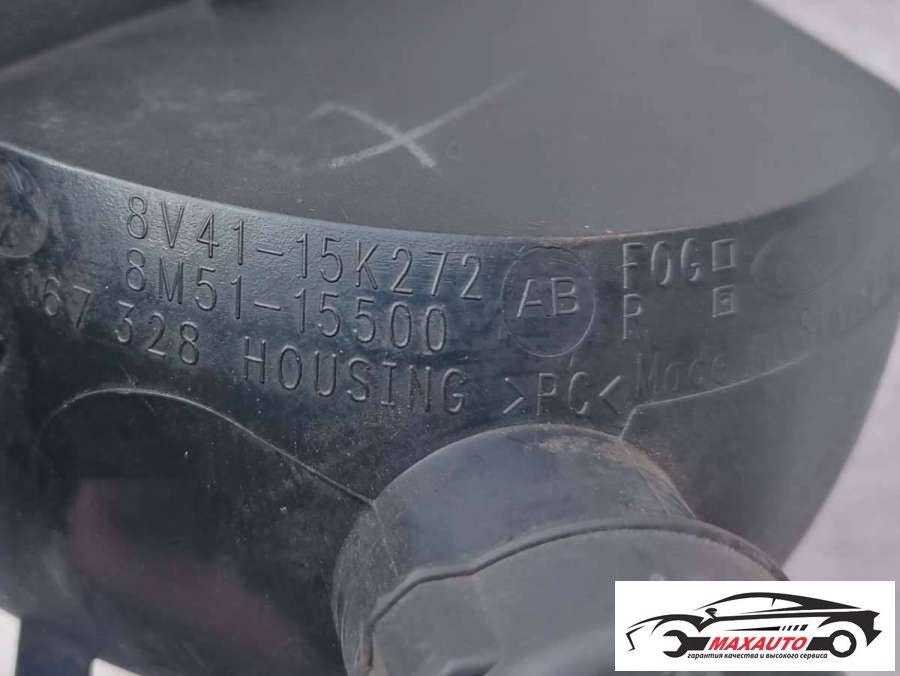 8V41-15K272
8M51-15500
67 328 HOUSING >PC<
AB
FOG
P
MAXAUTO
гарантия качества и высокого сервиса